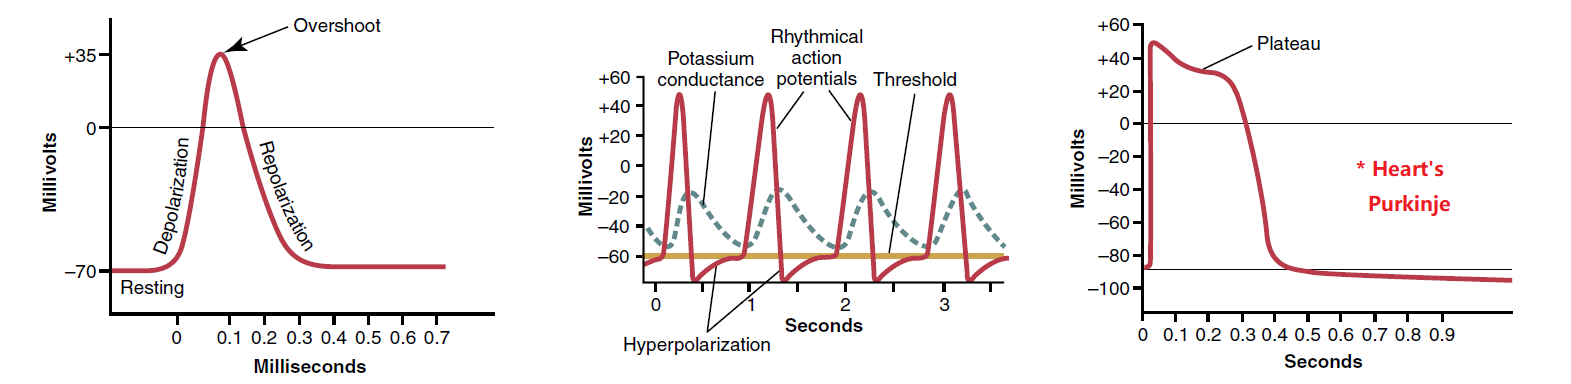 Overshoot
+35
0
−70
Millivolts
Depolarization
Repolarization
Resting
0 0.1 0.2 0.3 0.4 0.5 0.6 0.7
Milliseconds
Rhythmical
action
potentials
Potassium
conductance
Threshold
+60
+40
+20
0
−20
−40
−60
Millivolts
0 1 2 3
Seconds
Hyperpolarization
+60
+40
+20
0
−20
−40
−60
−80
−100
Millivolts
Plateau
* Heart's
Purkinje
0 0.1 0.2 0.3 0.4 0.5 0.6 0.7 0.8 0.9
Seconds